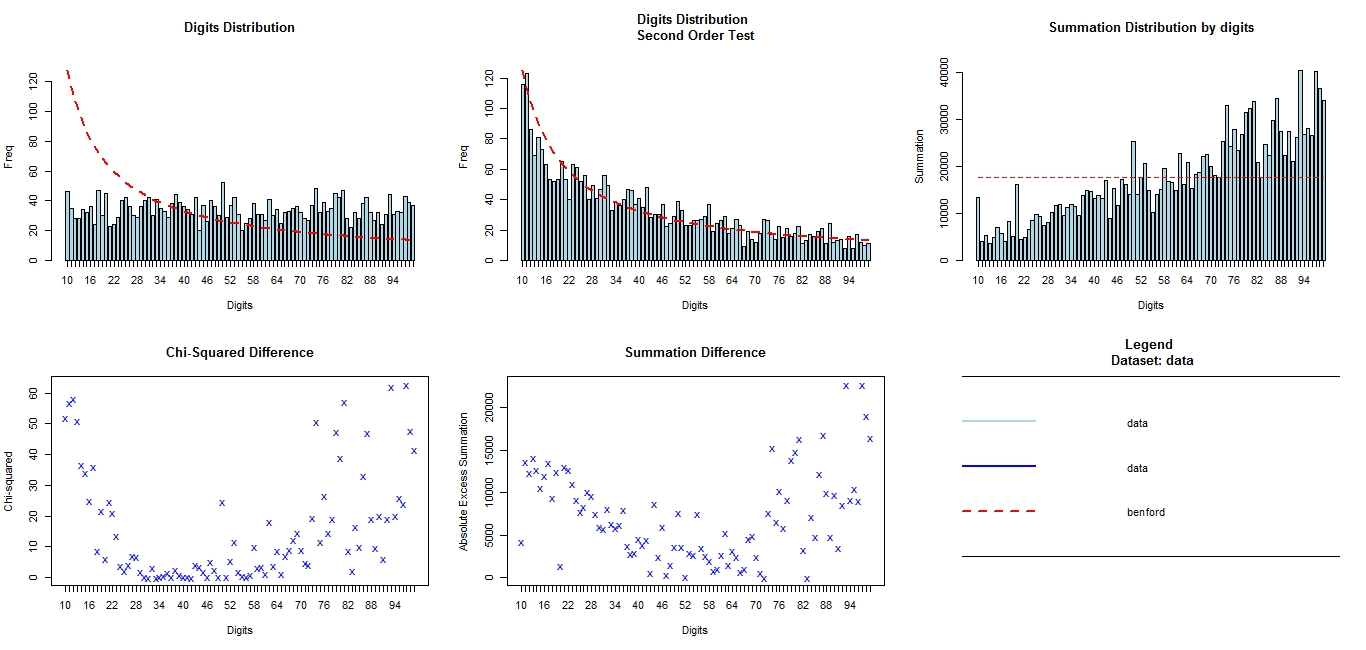 Digits Distribution
Freq
0 20 40 60 80 100 120
10 16 22 28 34 40 46 52 58 64 70 76 82 88 94
Digits
Digits Distribution
Second Order Test
Freq
0 20 40 60 80 100 120
10 16 22 28 34 40 46 52 58 64 70 76 82 88 94
Digits
Summation Distribution by digits
Summation
0 10000 20000 30000 40000
10 16 22 28 34 40 46 52 58 64 70 76 82 88 94
Digits
Chi-Squared Difference
Chi-squared
0 10 20 30 40 50 60
10 16 22 28 34 40 46 52 58 64 70 76 82 88 94
Digits
Summation Difference
Absolute Excess Summation
0 5000 10000 15000 20000
10 16 22 28 34 40 46 52 58 64 70 76 82 88 94
Digits
Legend
Dataset: data
data
data
benford